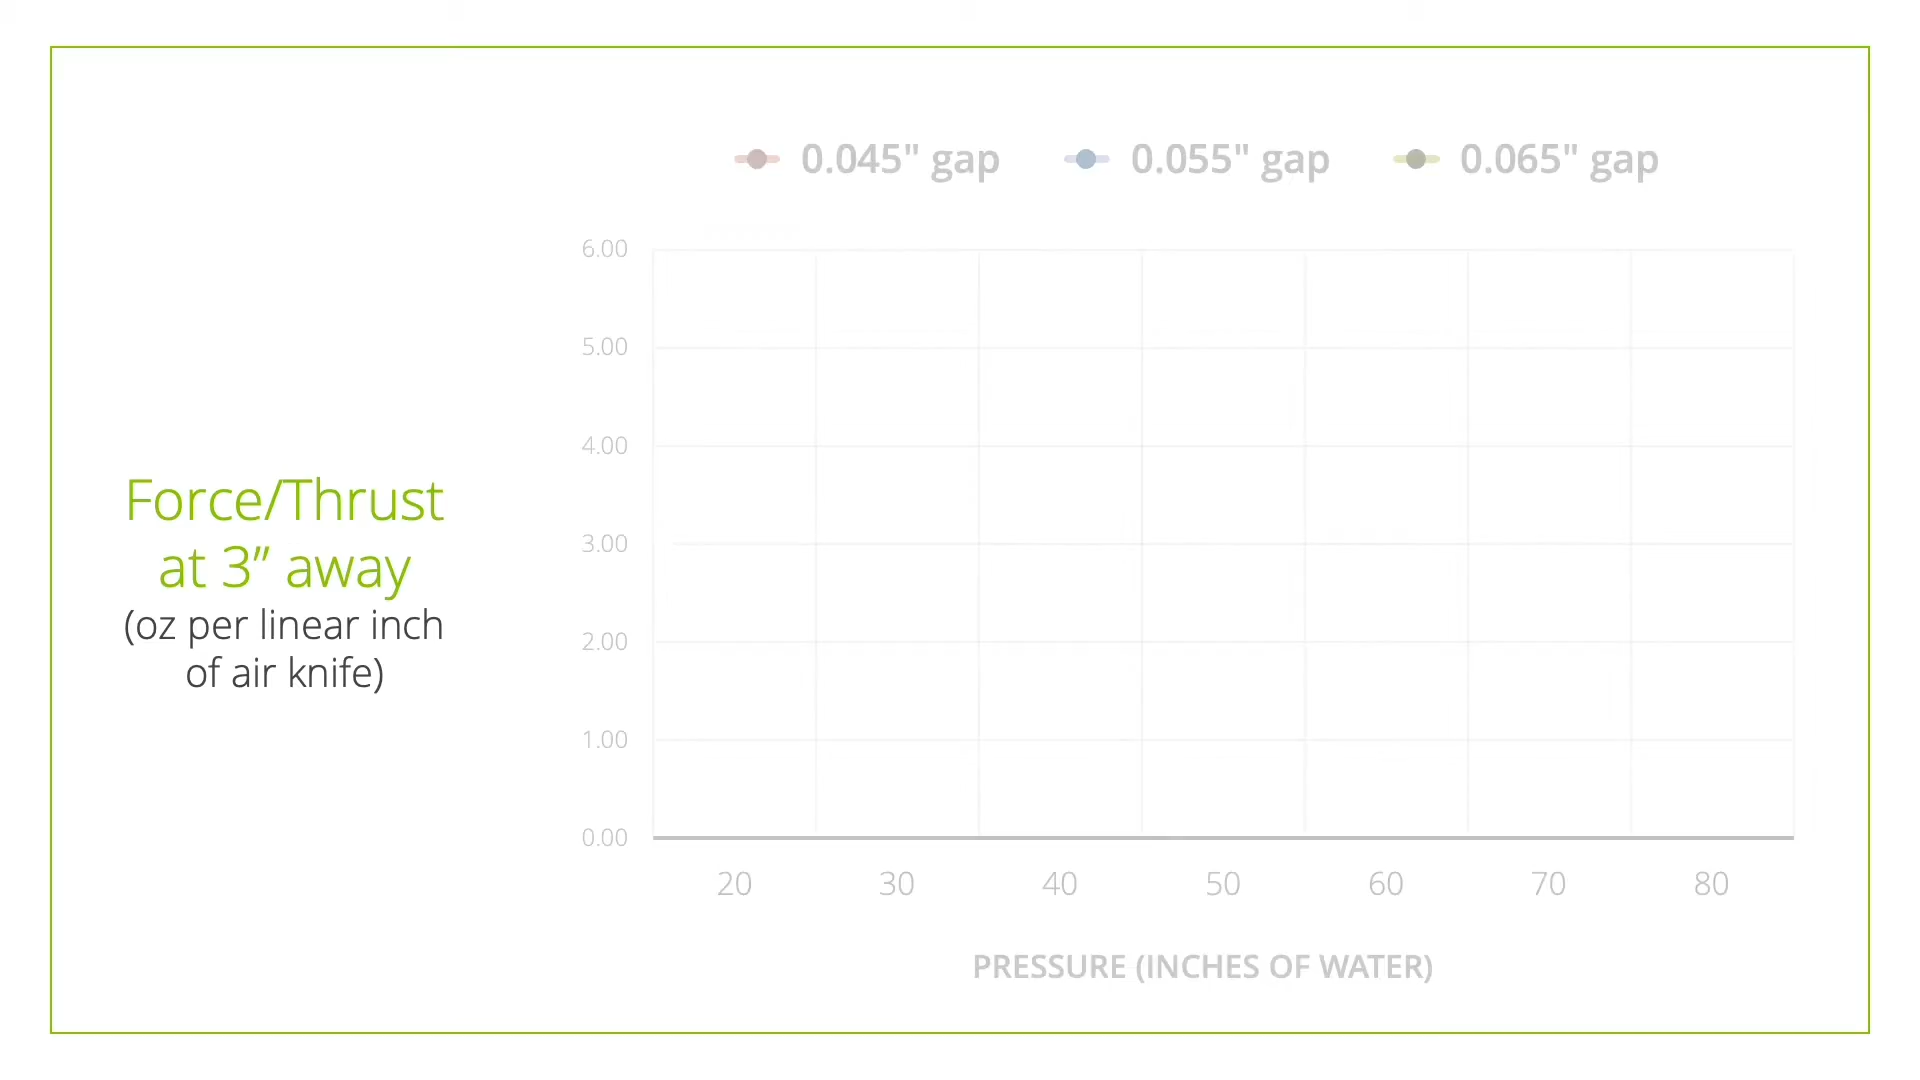 0.045" gap 0.055" gap 0.065" gap
6.00
5.00
4.00
3.00
2.00
1.00
0.00
Force/Thrust
at 3” away
(oz per linear inch
of air knife)
20 30 40 50 60 70 80
PRESSURE (INCHES OF WATER)